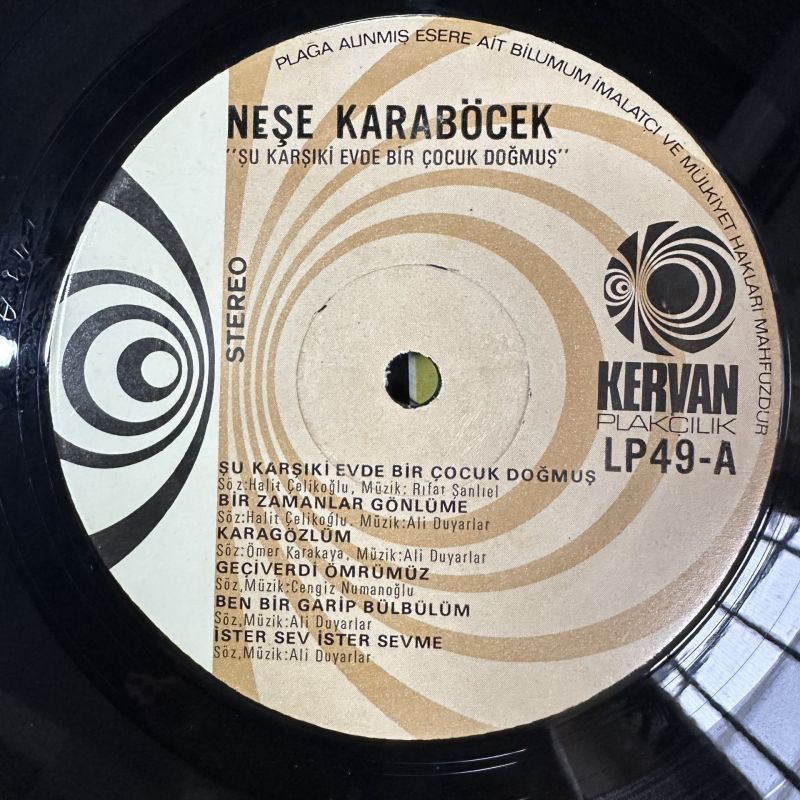 PLAĞA ALINMIŞ ESERE AİT BİLUMUM İMALATCI VE MÜLKİYET HAKLARI MAHFUZDUR
NEŞE KARABÖCEK
"ŞU KARŞIKİ EVDE BİR ÇOCUK DOĞMUŞ"
STEREO
KERVAN
PLAKÇILIK
LP49-A
ŞU KARŞIKİ EVDE BİR ÇOCUK DOĞMUŞ
Söz:Halit Çelikoğlu, Müzik: Rıfat Şanlıel
BİR ZAMANLAR GÖNLÜME
Söz:Halit Çelikoğlu, Müzik:Ali Duyarlar
KARAGÖZLÜM
Söz:Ömer Karakaya, Müzik:Ali Duyarlar
GEÇİVERDİ ÖMRÜMÜZ
Söz,Müzik:Cengiz Numanoğlu
BEN BİR GARİP BÜLBÜLÜM
Söz,Müzik:Ali Duyarlar
İSTER SEV İSTER SEVME
Söz,Müzik:Ali Duyarlar